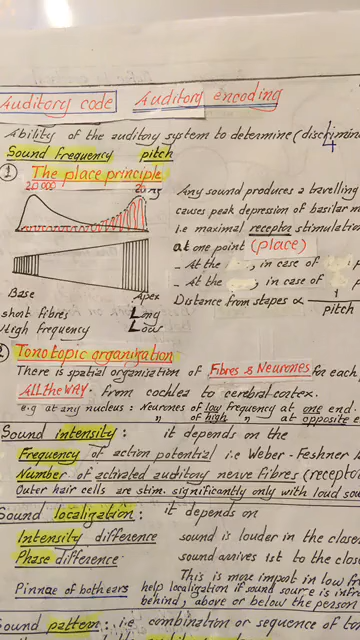 Auditory code Auditory encoding
Ability of the auditory system to determine (discrimin
Sound frequency pitch
① The place principle
20,000 20
Any sound produces a travelling
causes peak depression of basilar m
i.e maximal receptor stimulatio
at one point (place)
_ At the , in case of
_ At the , in case of
Distance from stapes ∝ 1/pitch
Base Apex
short fibres Long
High frequency Low
2 Tonotopic organization
There is spatial organisation of Fibres & Neurones for each
All the WAY. from cochlea to cerebral cortex.
e.g at any nucleus: Neurones of low frequency at one end.
" of high " at opposite e
Sound intensity: it depends on the
Frequency of action potential i.e Weber - Feshner
Number of activated auditory nerve fibres (recepto
Outer hair cells are stim. significantly only with loud sou
Sound localization: it depends on
Intensity difference sound is louder in the close
Phase difference sound arrives 1st to the clos
This is more import in low fr
Pinnae of both ears help localization if sound source is infro
behind, above or below the person
Sound pattern: i.e combination or sequence of t